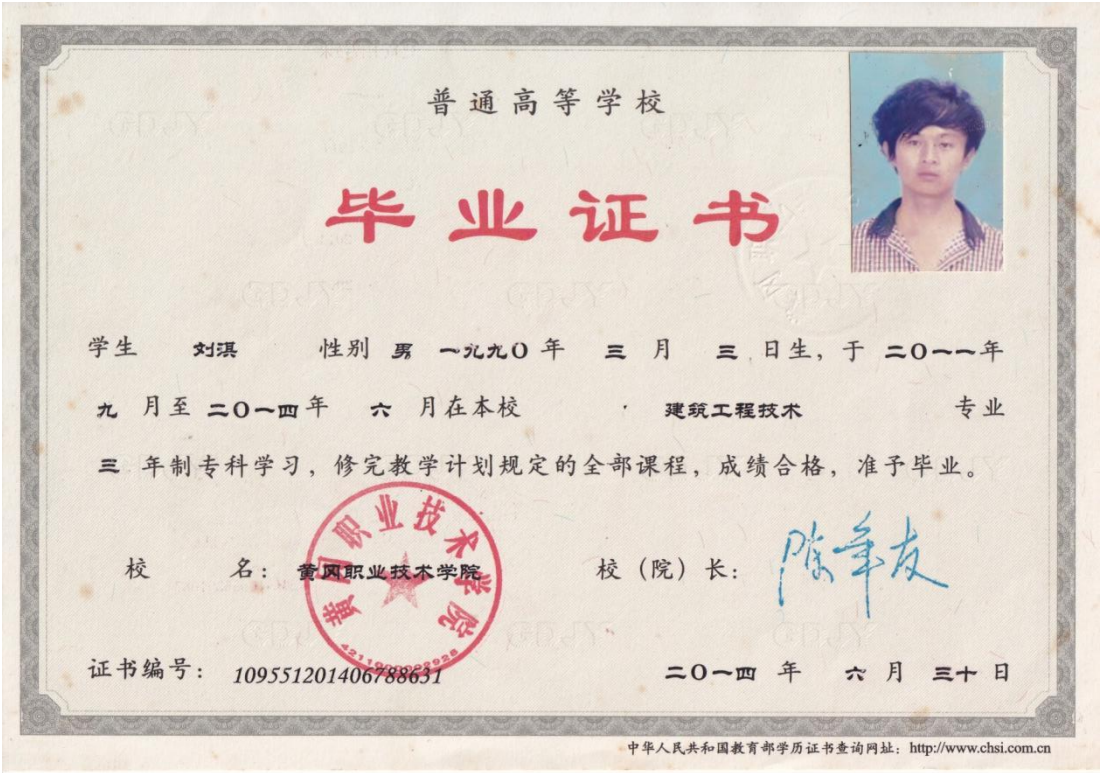 普通高等学校
毕业证书
学生 刘淇 性别 男 一九九〇年 三 月 三 日生，于 二〇一一年
九 月至 二〇一四年 六 月在本校 建筑工程技术 专业
三 年制专科学习，修完教学计划规定的全部课程，成绩合格，准予毕业。
校 名：黄冈职业技术学院 校（院）长：陈年友
黄冈职业技术学院
证书编号：109551201406788631 二〇一四 年 六 月 三十 日
中华人民共和国教育部学历证书查询网址：http://www.chsi.com.cn